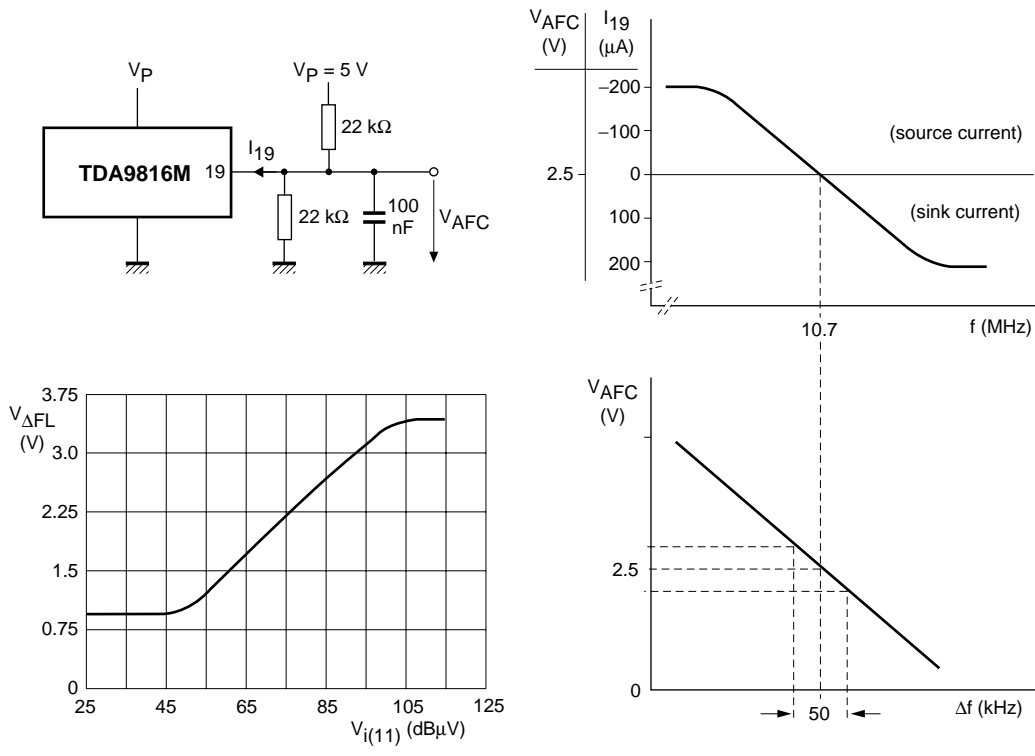 V_P
V_P = 5 V
22 kΩ
TDA9816M
19
I_19
22 kΩ
100
nF
V_AFC
V_AFC
(V)
I_19
(µA)
−200
−100
(source current)
2.5
0
100
(sink current)
200
10.7
f (MHz)
V_ΔFL
(V)
3.75
3.0
2.25
1.5
0.75
0
25 45 65 85 105 125
V_i(11) (dBµV)
V_AFC
(V)
2.5
0
50
Δf (kHz)